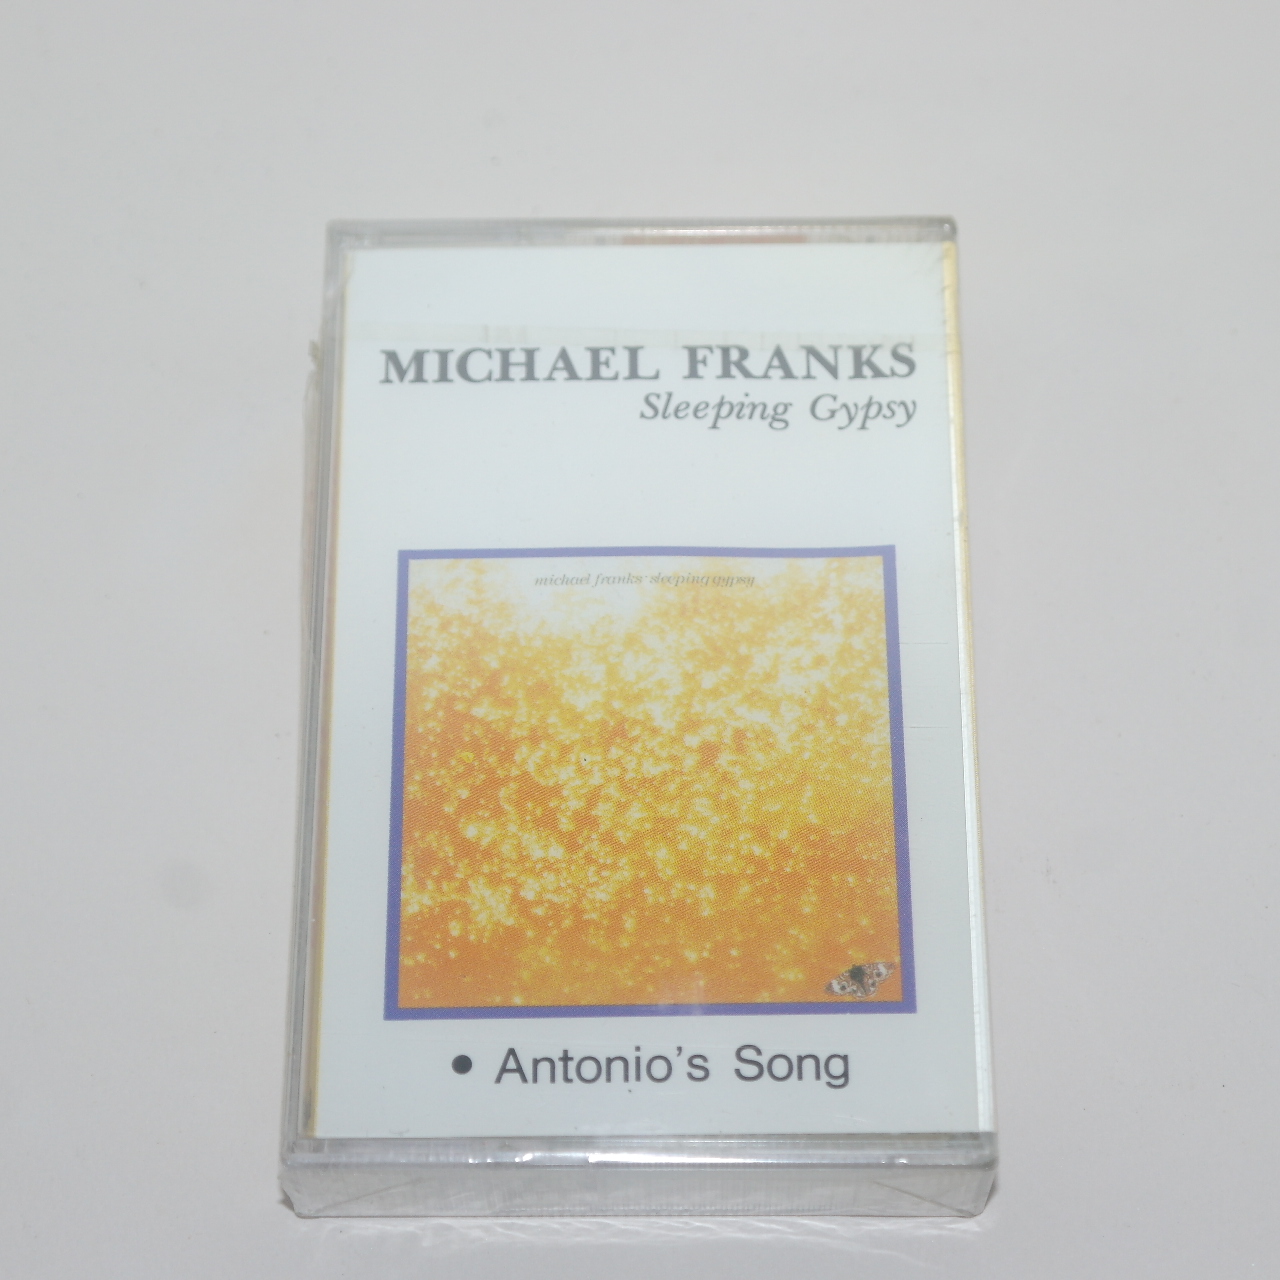 MICHAEL FRANKS
Sleeping Gypsy
michael franks · sleeping gypsy
• Antonio's Song